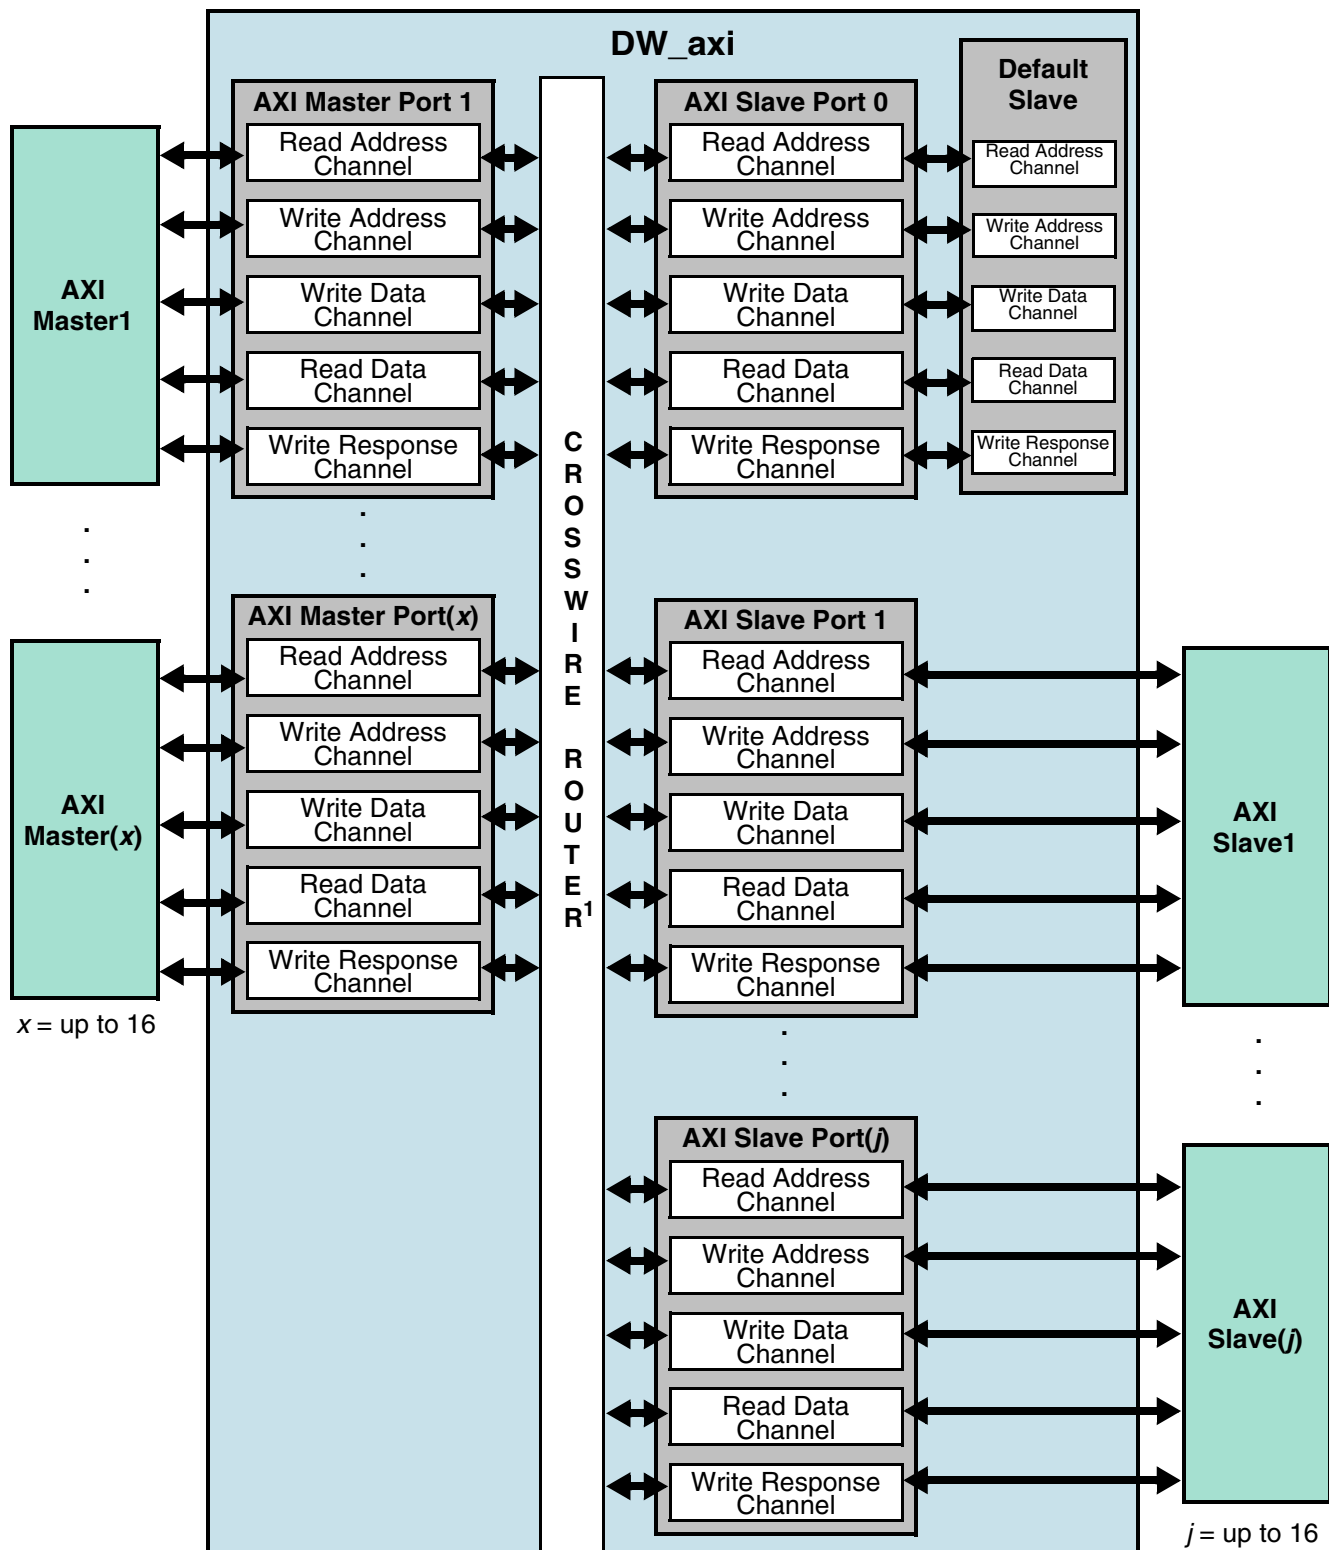 DW_axi
AXI Master Port 1
Read Address
Channel
Write Address
Channel
Write Data
Channel
Read Data
Channel
Write Response
Channel
AXI Slave Port 0
Read Address
Channel
Write Address
Channel
Write Data
Channel
Read Data
Channel
Write Response
Channel
Default
Slave
Read Address
Channel
Write Address
Channel
Write Data
Channel
Read Data
Channel
Write Response
Channel
AXI
Master1
.
.
.
.
.
.
CROSSWIRE ROUTER¹
AXI Master Port(x)
Read Address
Channel
Write Address
Channel
Write Data
Channel
Read Data
Channel
Write Response
Channel
AXI
Master(x)
x = up to 16
AXI Slave Port 1
Read Address
Channel
Write Address
Channel
Write Data
Channel
Read Data
Channel
Write Response
Channel
AXI
Slave1
.
.
.
.
.
.
AXI Slave Port(j)
Read Address
Channel
Write Address
Channel
Write Data
Channel
Read Data
Channel
Write Response
Channel
AXI
Slave(j)
j = up to 16